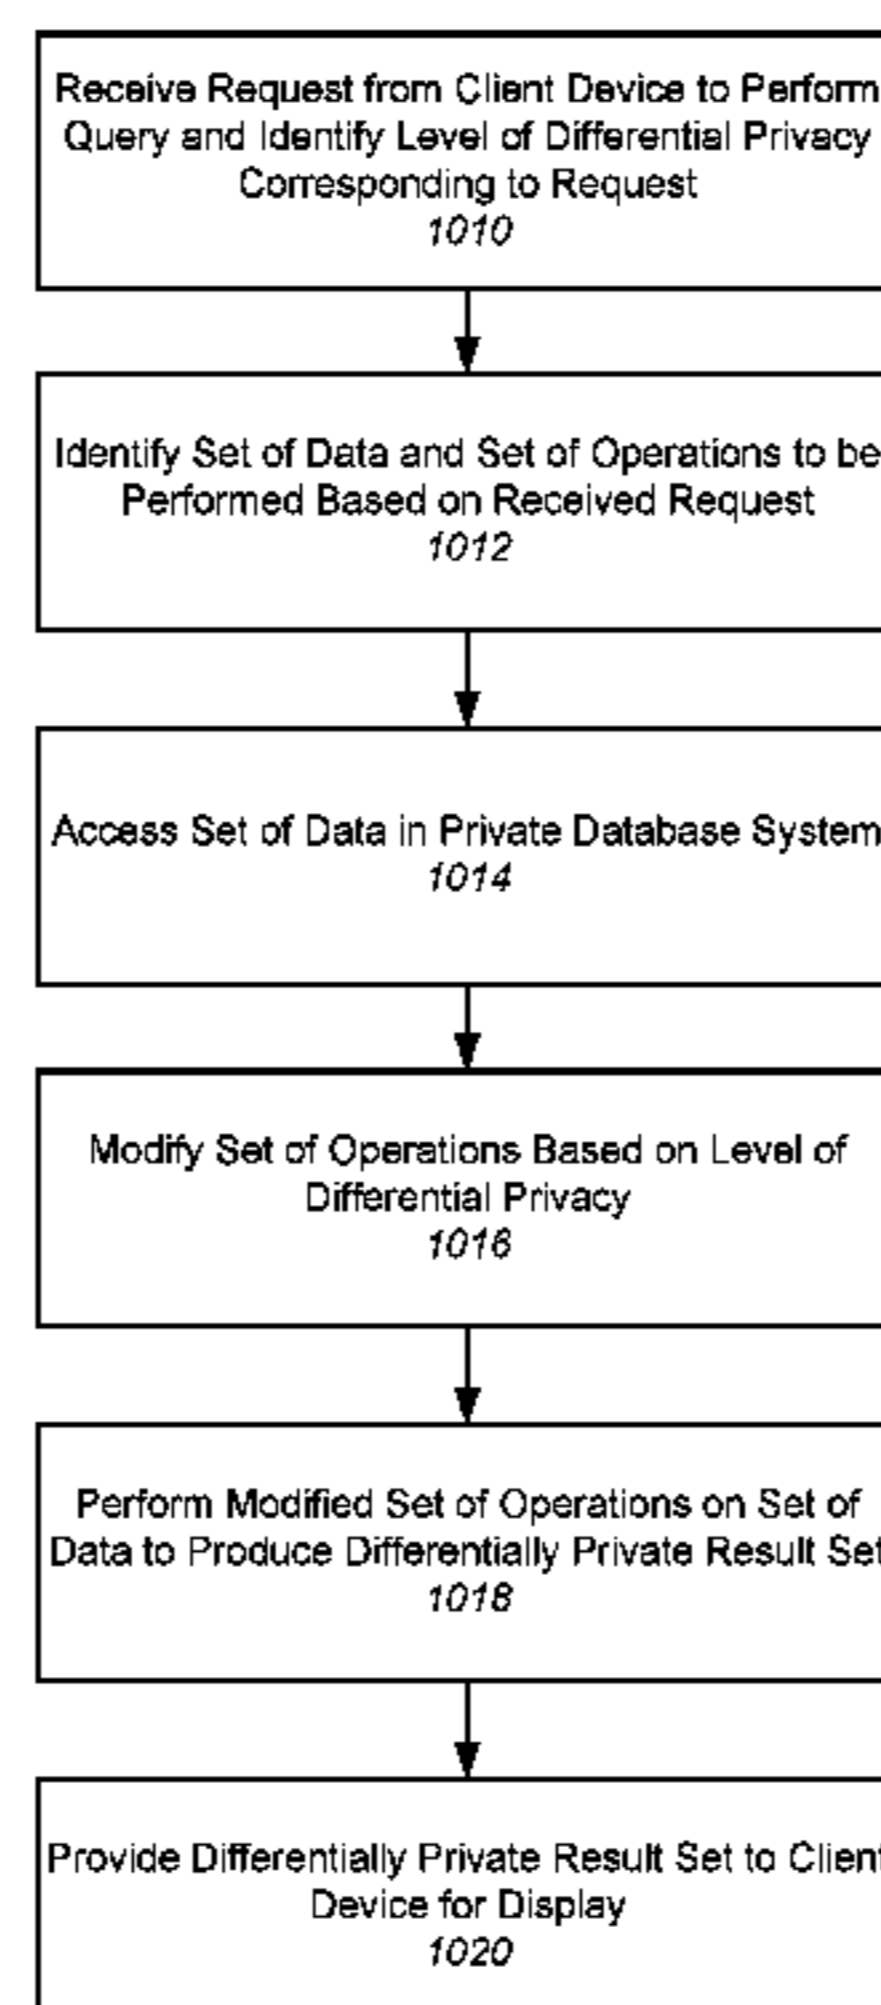 Receive Request from Client Device to Perform
Query and Identify Level of Differential Privacy
Corresponding to Request
1010
Identify Set of Data and Set of Operations to be
Performed Based on Received Request
1012
Access Set of Data in Private Database System
1014
Modify Set of Operations Based on Level of
Differential Privacy
1016
Perform Modified Set of Operations on Set of
Data to Produce Differentially Private Result Set
1018
Provide Differentially Private Result Set to Client
Device for Display
1020